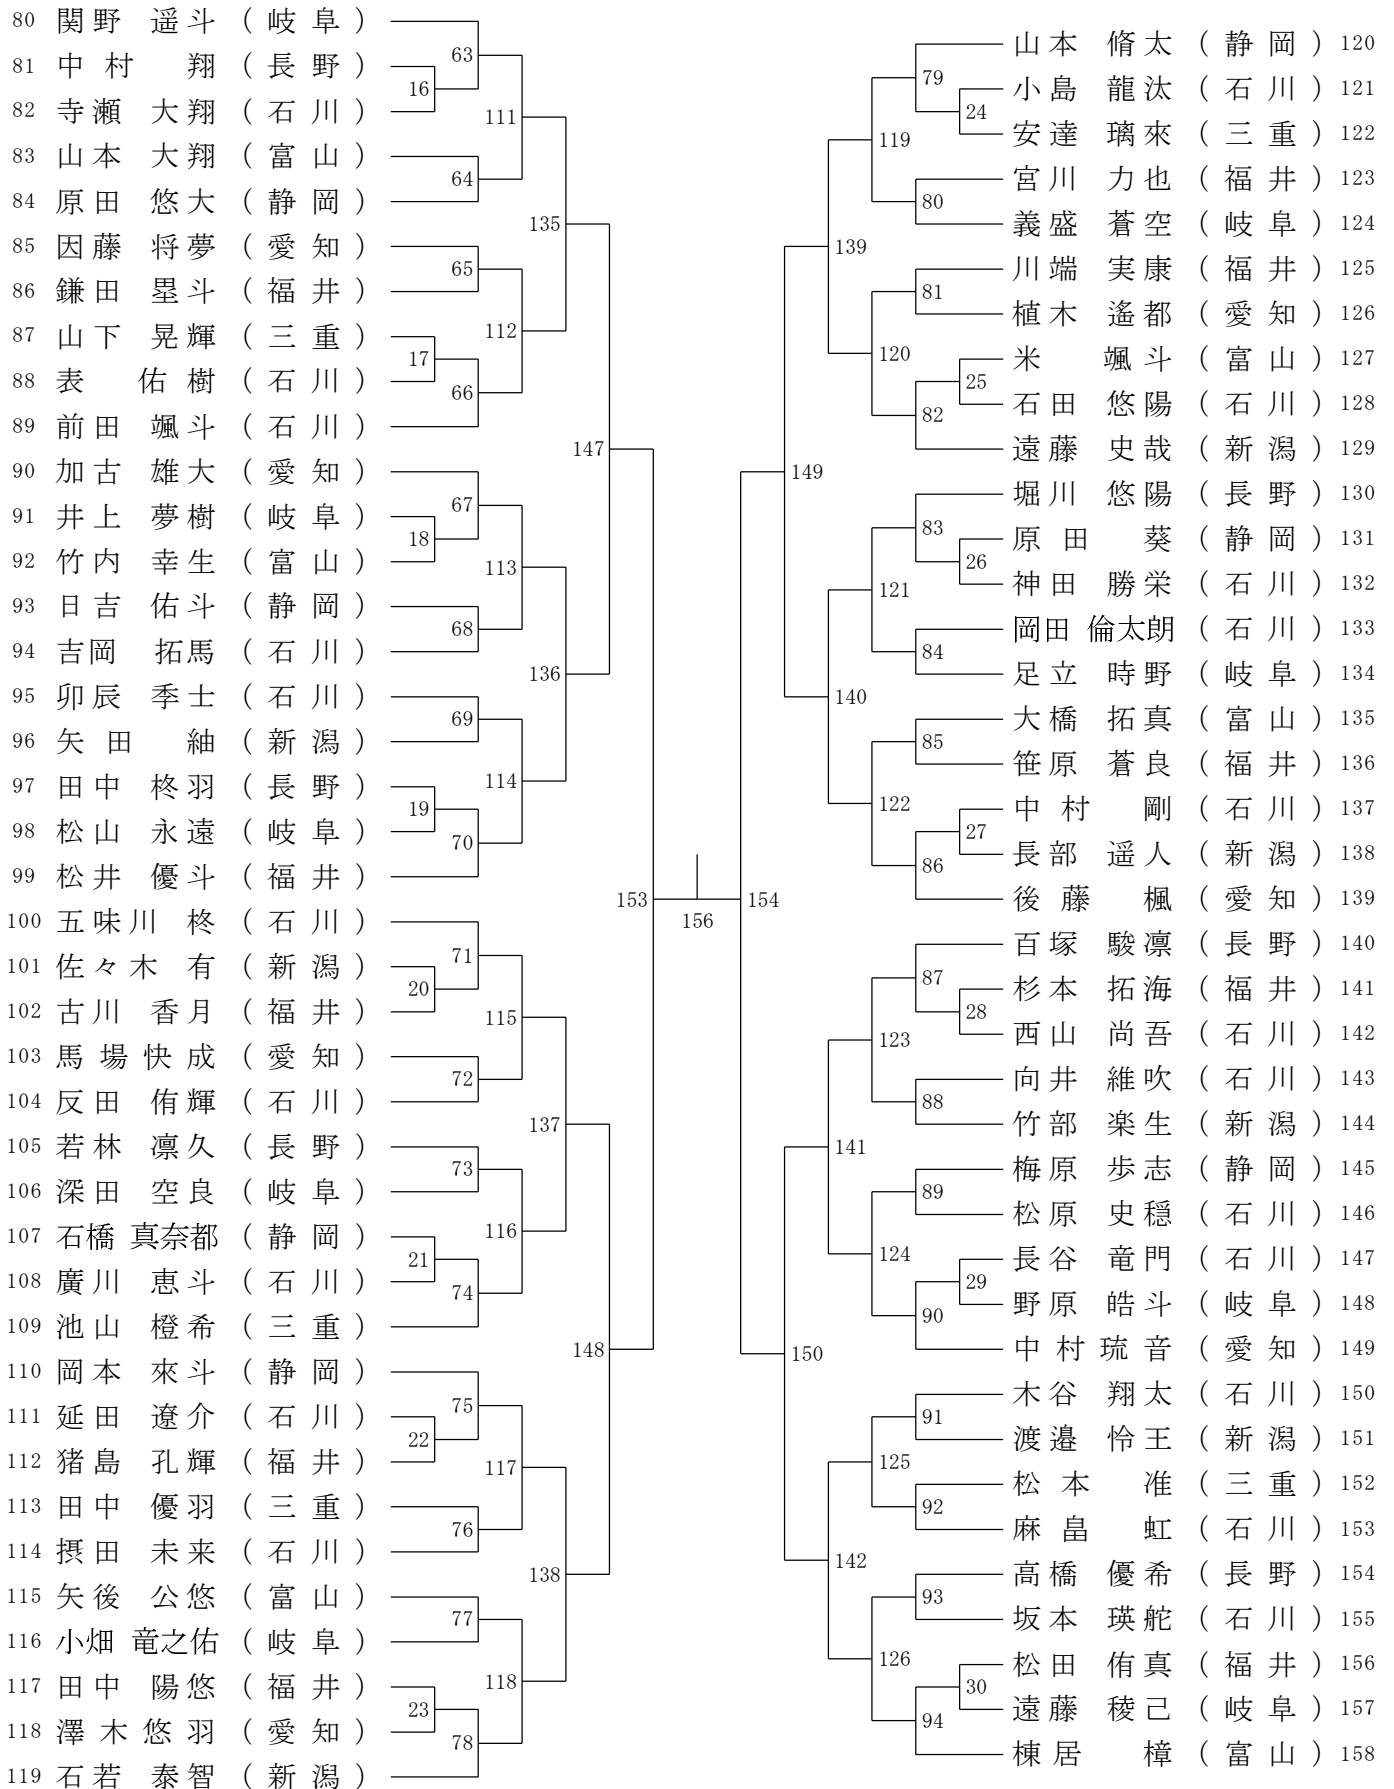 80 関野 遥斗 （岐阜）
81 中村 翔 （長野）
82 寺瀬 大翔 （石川）
83 山本 大翔 （富山）
84 原田 悠大 （静岡）
85 因藤 将夢 （愛知）
86 鎌田 塁斗 （福井）
87 山下 晃輝 （三重）
88 表 佑樹 （石川）
89 前田 颯斗 （石川）
90 加古 雄大 （愛知）
91 井上 夢樹 （岐阜）
92 竹内 幸生 （富山）
93 日吉 佑斗 （静岡）
94 吉岡 拓馬 （石川）
95 卯辰 季士 （石川）
96 矢田 紬 （新潟）
97 田中 柊羽 （長野）
98 松山 永遠 （岐阜）
99 松井 優斗 （福井）
100 五味川 柊 （石川）
101 佐々木 有 （新潟）
102 古川 香月 （福井）
103 馬場快成 （愛知）
104 反田 侑輝 （石川）
105 若林 凛久 （長野）
106 深田 空良 （岐阜）
107 石橋 真奈都 （静岡）
108 廣川 恵斗 （石川）
109 池山 橙希 （三重）
110 岡本 來斗 （静岡）
111 延田 遼介 （石川）
112 猪島 孔輝 （福井）
113 田中 優羽 （三重）
114 摂田 未来 （石川）
115 矢後 公悠 （富山）
116 小畑 竜之佑 （岐阜）
117 田中 陽悠 （福井）
118 澤木悠羽 （愛知）
119 石若 泰智 （新潟）
16
17
18
19
20
21
22
23
63
64
65
66
67
68
69
70
71
72
73
74
75
76
77
78
111
112
113
114
115
116
117
118
135
136
137
138
147
148
153
156
154
149
150
139
140
141
142
119
120
121
122
123
124
125
126
79
80
81
82
83
84
85
86
87
88
89
90
91
92
93
94
24
25
26
27
28
29
30
山本 脩太 （静岡） 120
小島 龍汰 （石川） 121
安達 璃來 （三重） 122
宮川 力也 （福井） 123
義盛 蒼空 （岐阜） 124
川端 実康 （福井） 125
植木 遙都 （愛知） 126
米 颯斗 （富山） 127
石田 悠陽 （石川） 128
遠藤 史哉 （新潟） 129
堀川 悠陽 （長野） 130
原田 葵 （静岡） 131
神田 勝栄 （石川） 132
岡田 倫太朗 （石川） 133
足立 時野 （岐阜） 134
大橋 拓真 （富山） 135
笹原 蒼良 （福井） 136
中村 剛 （石川） 137
長部 遥人 （新潟） 138
後藤 楓 （愛知） 139
百塚 駿凛 （長野） 140
杉本 拓海 （福井） 141
西山 尚吾 （石川） 142
向井 維吹 （石川） 143
竹部 楽生 （新潟） 144
梅原 歩志 （静岡） 145
松原 史穏 （石川） 146
長谷 竜門 （石川） 147
野原 皓斗 （岐阜） 148
中村琉音 （愛知） 149
木谷 翔太 （石川） 150
渡邉 怜王 （新潟） 151
松本 准 （三重） 152
麻畠 虹 （石川） 153
高橋 優希 （長野） 154
坂本 瑛舵 （石川） 155
松田 侑真 （福井） 156
遠藤 稜己 （岐阜） 157
棟居 樟 （富山） 158